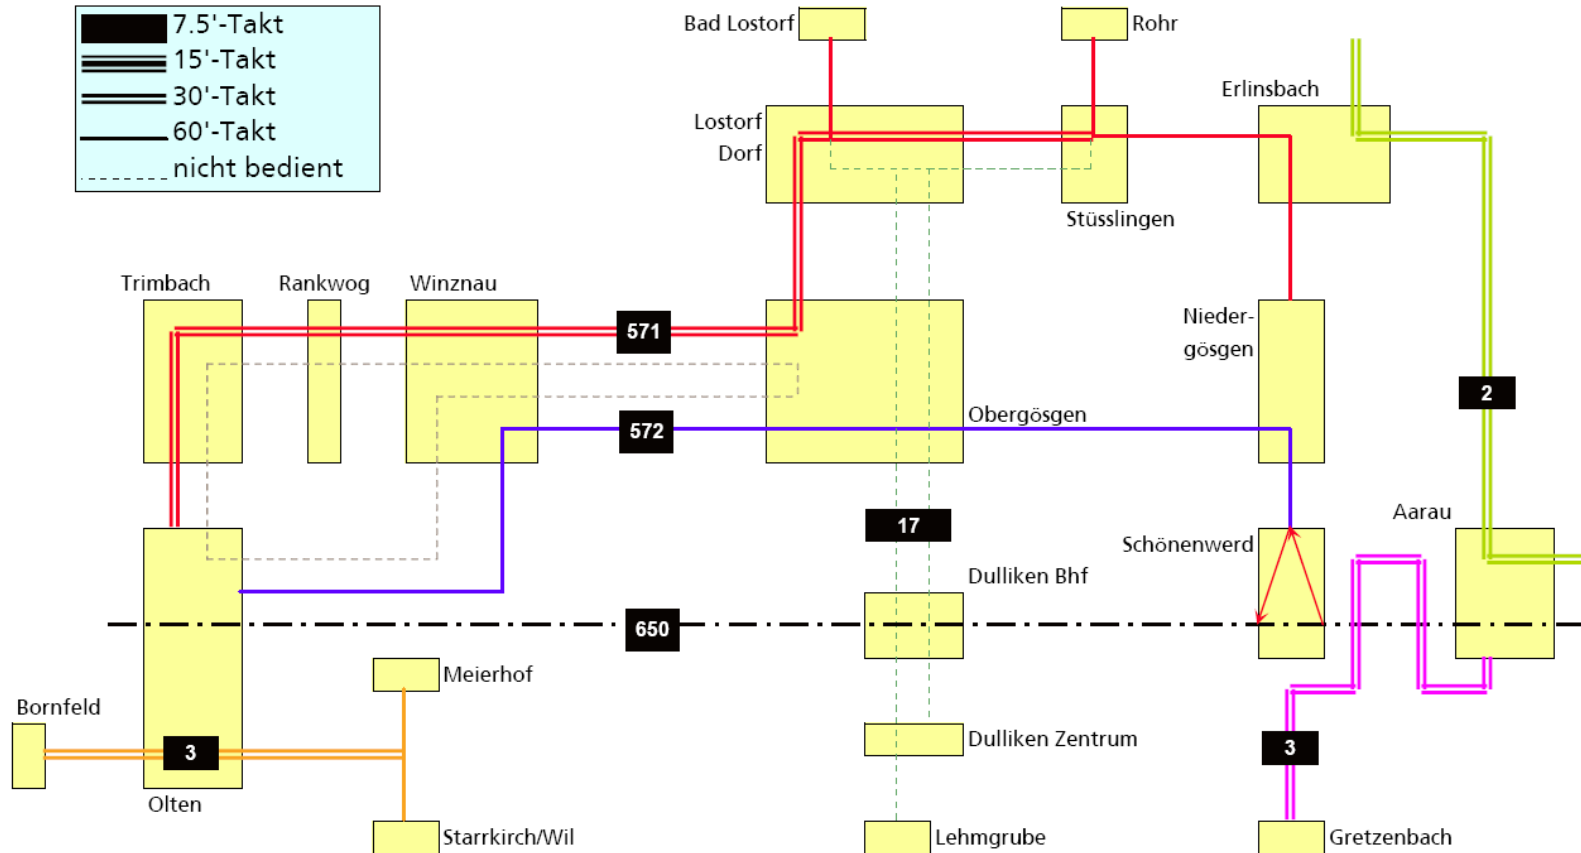 7.5'-Takt
15'-Takt
30'-Takt
60'-Takt
nicht bedient
Bad Lostorf
Rohr
Erlinsbach
Lostorf
Dorf
Stüsslingen
Trimbach
Rankwog
Winznau
571
Nieder-
gösgen
2
572
Obergösgen
17
Aarau
Schönenwerd
Dulliken Bhf
650
Meierhof
Bornfeld
3
Dulliken Zentrum
3
Olten
Starrkirch/Wil
Lehmgrube
Gretzenbach